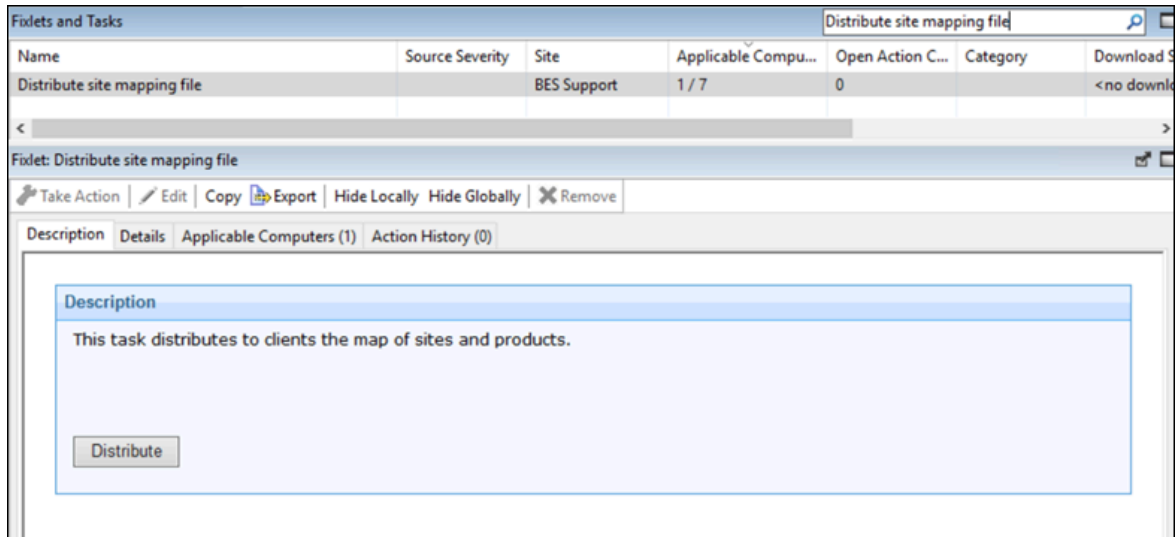 Fixlets and Tasks Distribute site mapping file
Name Source Severity Site Applicable Compu... Open Action C... Category Download S
Distribute site mapping file BES Support 1 / 7 0 <no downlo
Fixlet: Distribute site mapping file
Take Action Edit Copy Export Hide Locally Hide Globally Remove
Description Details Applicable Computers (1) Action History (0)
Description
This task distributes to clients the map of sites and products.
Distribute